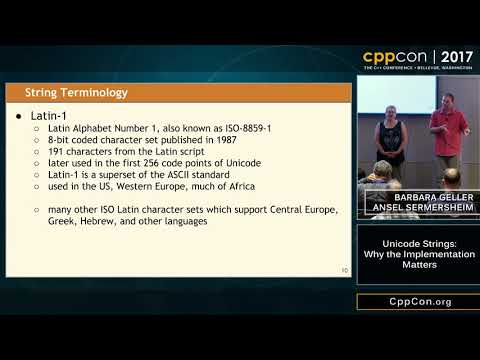 String Terminology
● Latin-1
○ Latin Alphabet Number 1, also known as ISO-8859-1
○ 8-bit coded character set published in 1987
○ 191 characters from the Latin script
○ later used in the first 256 code points of Unicode
○ Latin-1 is a superset of the ASCII standard
○ used in the US, Western Europe, much of Africa
○ many other ISO Latin character sets which support Central Europe,
Greek, Hebrew, and other languages
10
cppcon | 2017
THE C++ CONFERENCE • BELLEVUE, WASHINGTON
BARBARA GELLER
ANSEL SERMERSHEIM
Unicode Strings:
Why the Implementation
Matters
CppCon.org